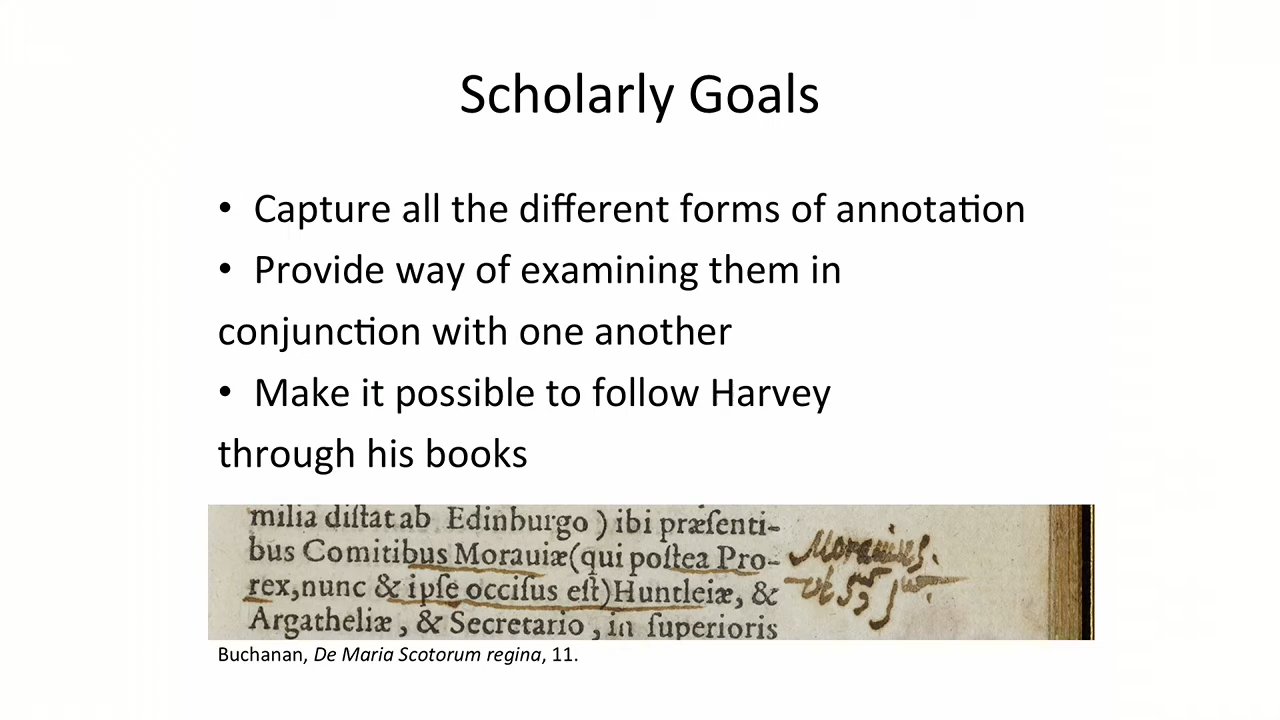 Scholarly Goals
• Capture all the different forms of annotation
• Provide way of examining them in
conjunction with one another
• Make it possible to follow Harvey
through his books
milia diſtat ab Edinburgo ) ibi præſenti-
bus Comitibus Morauiæ(qui poſtea Pro-
rex,nunc & ipſe occiſus eſt)Huntleiæ, &
Argatheliæ, & Secretario, in ſuperioris
Buchanan, De Maria Scotorum regina, 11.